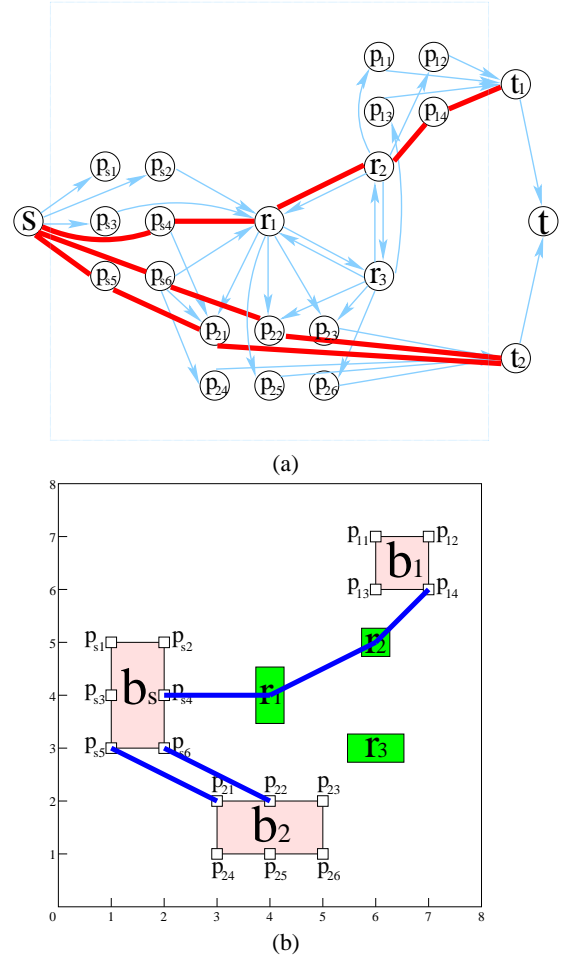 p11 p12
t1
p13 p14
ps1 ps2 r2
s ps3 ps4 r1 t
ps5 ps6 r3
p21 p22 p23
t2
p24 p25 p26
(a)
8
7 p11 p12
b1
6 p13 p14
5 ps1 ps2 r2
4 ps3 bs ps4 r1
3 ps5 ps6 r3
p21 p22 p23
2
b2
1
p24 p25 p26
0 1 2 3 4 5 6 7 8
(b)